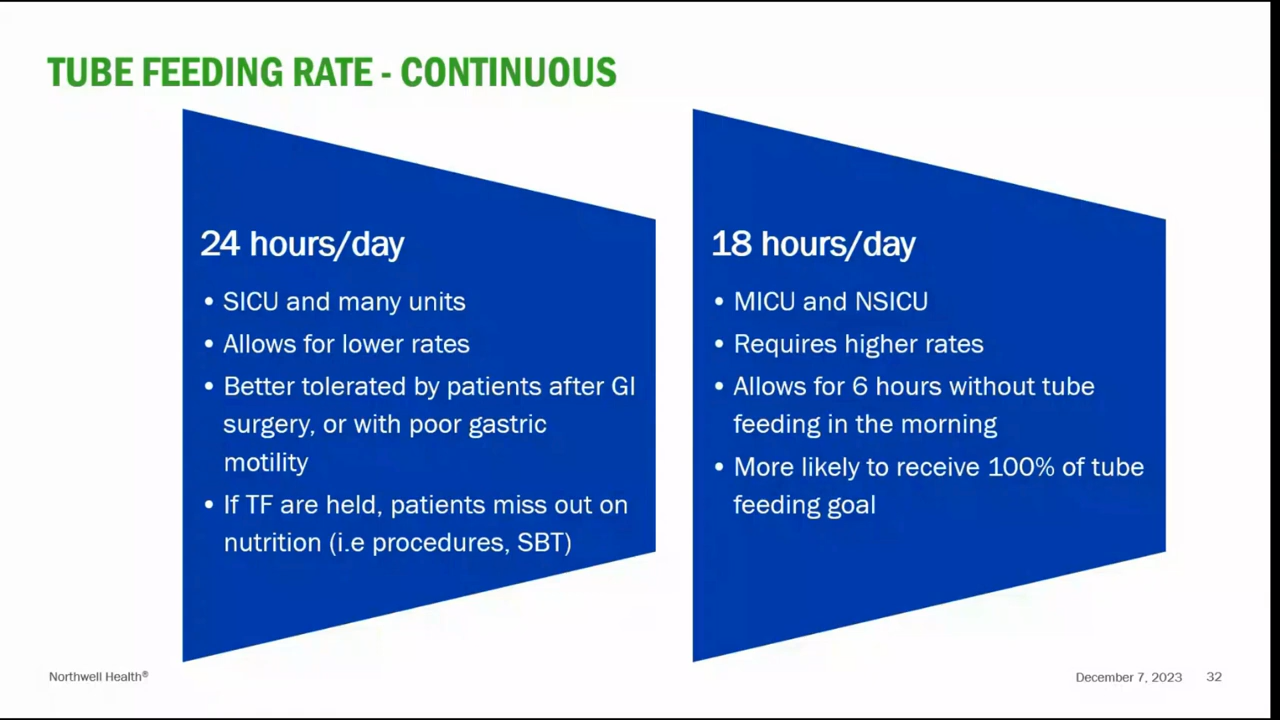 TUBE FEEDING RATE - CONTINUOUS
24 hours/day
• SICU and many units
• Allows for lower rates
• Better tolerated by patients after GI
surgery, or with poor gastric
motility
• If TF are held, patients miss out on
nutrition (i.e procedures, SBT)
18 hours/day
• MICU and NSICU
• Requires higher rates
• Allows for 6 hours without tube
feeding in the morning
• More likely to receive 100% of tube
feeding goal
Northwell Health®
December 7, 2023 32